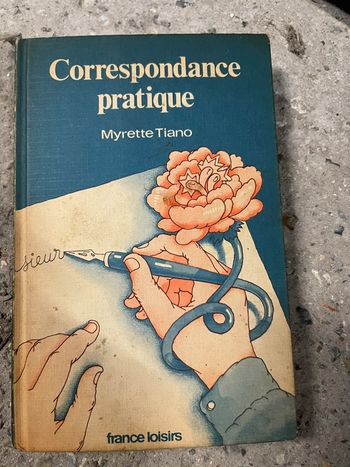 Correspondance
pratique
Myrette Tiano
sieur
france loisirs